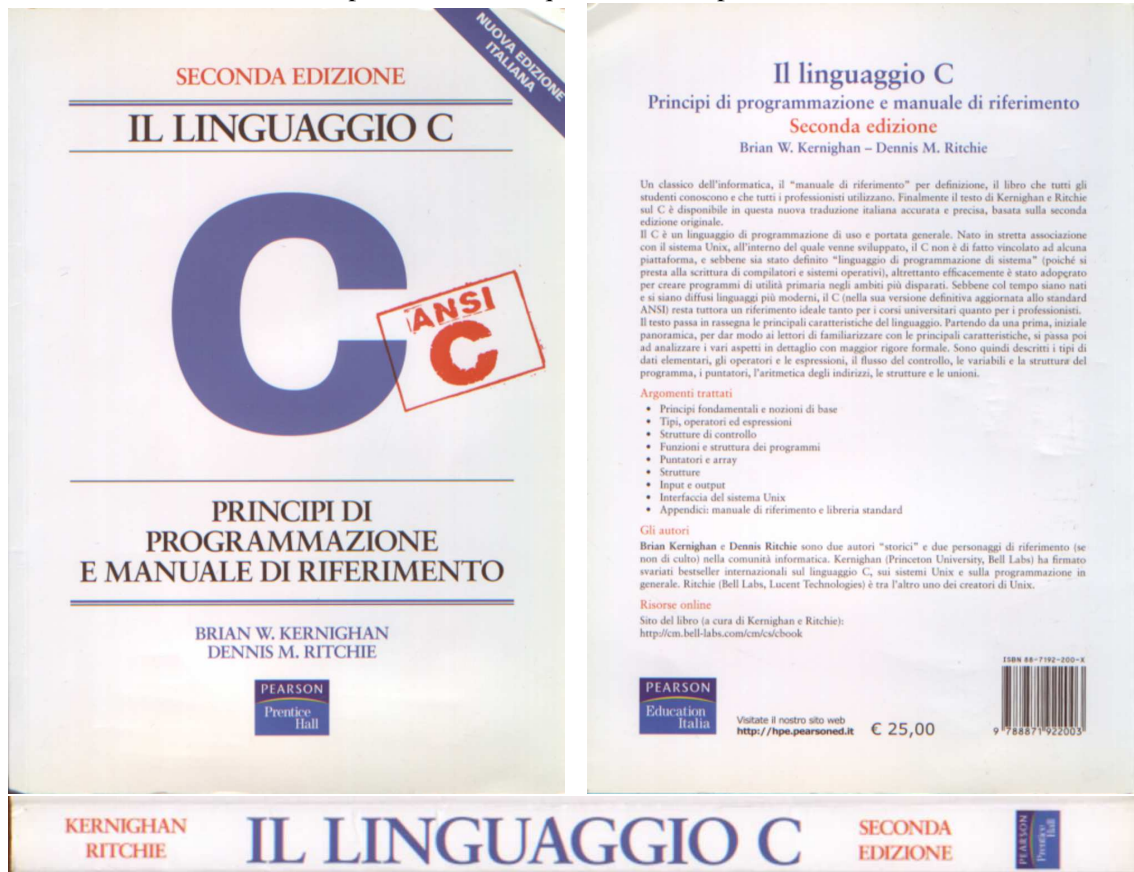 SECONDA EDIZIONE
NUOVA EDIZIONE
ITALIANA
IL LINGUAGGIO C
C
ANSI
C
PRINCIPI DI
PROGRAMMAZIONE
E MANUALE DI RIFERIMENTO
BRIAN W. KERNIGHAN
DENNIS M. RITCHIE
PEARSON
Prentice
Hall
Il linguaggio C
Principi di programmazione e manuale di riferimento
Seconda edizione
Brian W. Kernighan – Dennis M. Ritchie
Un classico dell'informatica, il "manuale di riferimento" per definizione, il libro che tutti gli
studenti conoscono e che tutti i professionisti utilizzano. Finalmente il testo di Kernighan e Ritchie
sul C è disponibile in questa nuova traduzione italiana accurata e precisa, basata sulla seconda
edizione originale.
Il C è un linguaggio di programmazione di uso e portata generale. Nato in stretta associazione
con il sistema Unix, all'interno del quale venne sviluppato, il C non è di fatto vincolato ad alcuna
piattaforma, e sebbene sia stato definito "linguaggio di programmazione di sistema" (poiché si
presta alla scrittura di compilatori e sistemi operativi), altrettanto efficacemente è stato adoperato
per creare programmi di utilità primaria negli ambiti più disparati. Sebbene col tempo siano nati
e si siano diffusi linguaggi più moderni, il C (nella sua versione definitiva aggiornata allo standard
ANSI) resta tuttora un riferimento ideale tanto per i corsi universitari quanto per i professionisti.
Il testo passa in rassegna le principali caratteristiche del linguaggio. Partendo da una prima, iniziale
panoramica, per dar modo ai lettori di familiarizzare con le principali caratteristiche, si passa poi
ad analizzare i vari aspetti in dettaglio con maggior rigore formale. Sono quindi descritti i tipi di
dati elementari, gli operatori e le espressioni, il flusso del controllo, le variabili e la struttura del
programma, i puntatori, l'aritmetica degli indirizzi, le strutture e le unioni.
Argomenti trattati
• Principi fondamentali e nozioni di base
• Tipi, operatori ed espressioni
• Strutture di controllo
• Funzioni e struttura dei programmi
• Puntatori e array
• Strutture
• Input e output
• Interfaccia del sistema Unix
• Appendici: manuale di riferimento e libreria standard
Gli autori
Brian Kernighan e Dennis Ritchie sono due autori "storici" e due personaggi di riferimento (se
non di culto) nella comunità informatica. Kernighan (Princeton University, Bell Labs) ha firmato
svariati bestseller internazionali sul linguaggio C, sui sistemi Unix e sulla programmazione in
generale. Ritchie (Bell Labs, Lucent Technologies) è tra l'altro uno dei creatori di Unix.
Risorse online
Sito del libro (a cura di Kernighan e Ritchie):
http://cm.bell-labs.com/cm/cs/cbook
ISBN 88-7192-200-X
9 788871 922003
PEARSON
Education
Italia
Visitate il nostro sito web
http://hpe.pearsoned.it
€ 25,00
KERNIGHAN
RITCHIE
IL LINGUAGGIO C
SECONDA
EDIZIONE
PEARSON
Prentice
Hall